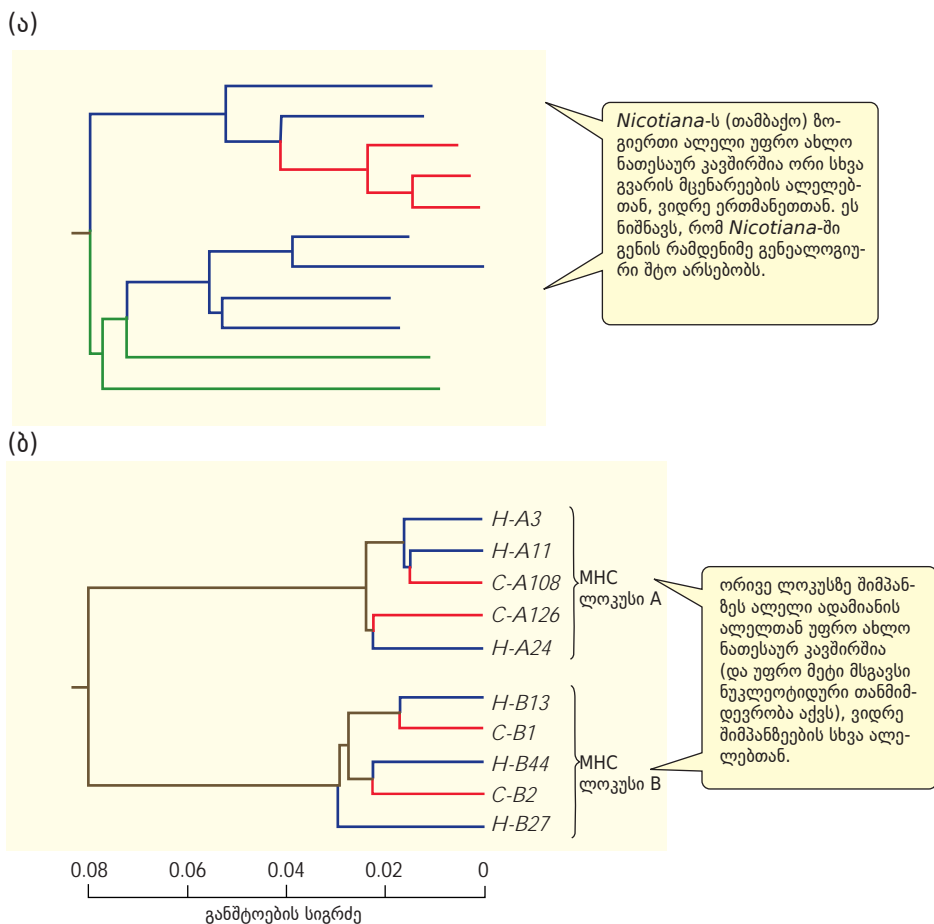 (ა)
Nicotiana-ს (თამბაქო) ზო-
გიერთი ალელი უფრო ახლო
ნათესაურ კავშირშია ორი სხვა
გვარის მცენარეების ალელებ-
თან, ვიდრე ერთმანეთთან. ეს
ნიშნავს, რომ Nicotiana-ში
გენის რამდენიმე გენეალოგიუ-
რი შტო არსებობს.
(ბ)
H-A3
H-A11
C-A108
C-A126
H-A24
MHC
ლოკუსი A
H-B13
C-B1
H-B44
C-B2
H-B27
MHC
ლოკუსი B
ორივე ლოკუსზე შიმპან-
ზეს ალელი ადამიანის
ალელთან უფრო ახლო
ნათესაურ კავშირშია
(და უფრო მეტი მსგავსი
ნუკლეოტიდური თანმიმ-
დევრობა აქვს), ვიდრე
შიმპანზეების სხვა ალე-
ლებთან.
0.08 0.06 0.04 0.02 0
განშტოების სიგრძე